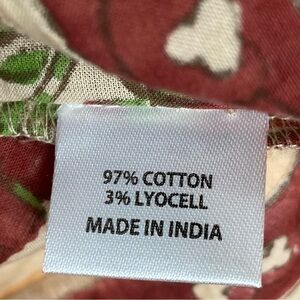 97% COTTON
3% LYOCELL
MADE IN INDIA